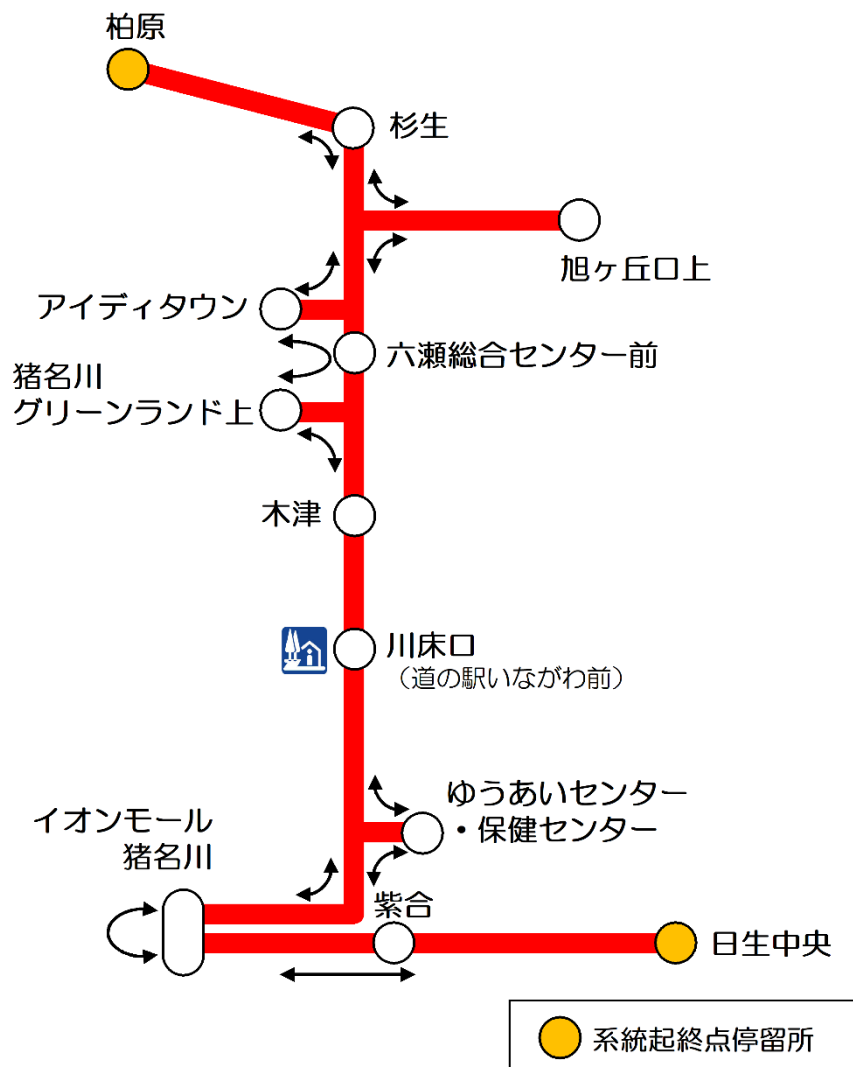 柏原
杉生
旭ヶ丘口上
アイディタウン
六瀬総合センター前
猪名川
グリーンランド上
木津
川床口
（道の駅いながわ前）
ゆうあいセンター
・保健センター
イオンモール
猪名川
紫合
日生中央
系統起終点停留所